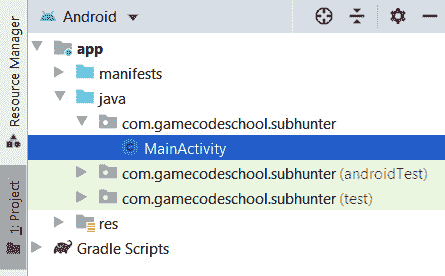 Android
Resource Manager
1: Project
app
manifests
java
com.gamecodeschool.subhunter
MainActivity
com.gamecodeschool.subhunter (androidTest)
com.gamecodeschool.subhunter (test)
res
Gradle Scripts